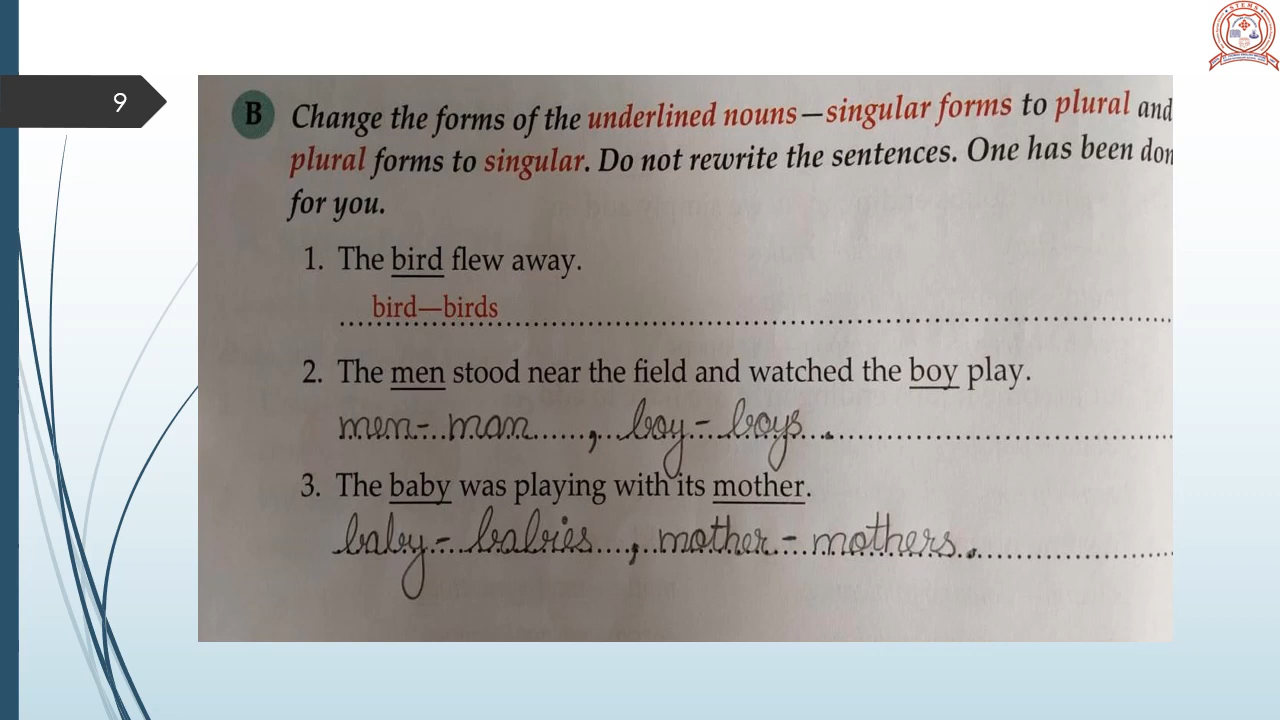 9
B Change the forms of the underlined nouns—singular forms to plural and
plural forms to singular. Do not rewrite the sentences. One has been don
for you.
1. The bird flew away.
bird—birds
2. The men stood near the field and watched the boy play.
men- man , boy - boys .
3. The baby was playing with its mother.
baby - babies , mother - mothers .